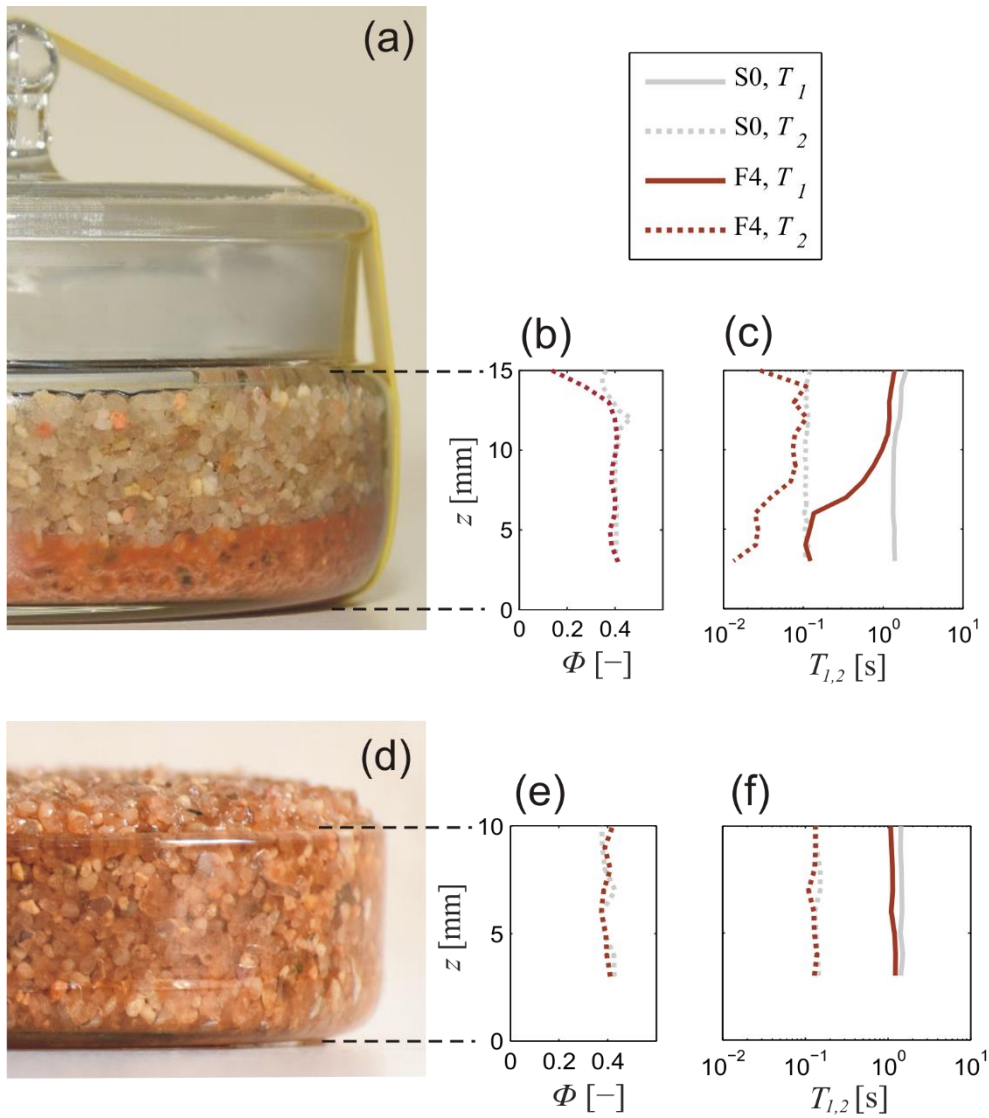 (a)
S0, T1
S0, T2
F4, T1
F4, T2
(b)
(c)
15
10
5
0
z [mm]
0 0.2 0.4
Φ [−]
10⁻² 10⁻¹ 10⁰ 10¹
T1,2 [s]
(d)
(e)
(f)
10
5
0
z [mm]
0 0.2 0.4
Φ [−]
10⁻² 10⁻¹ 10⁰ 10¹
T1,2 [s]